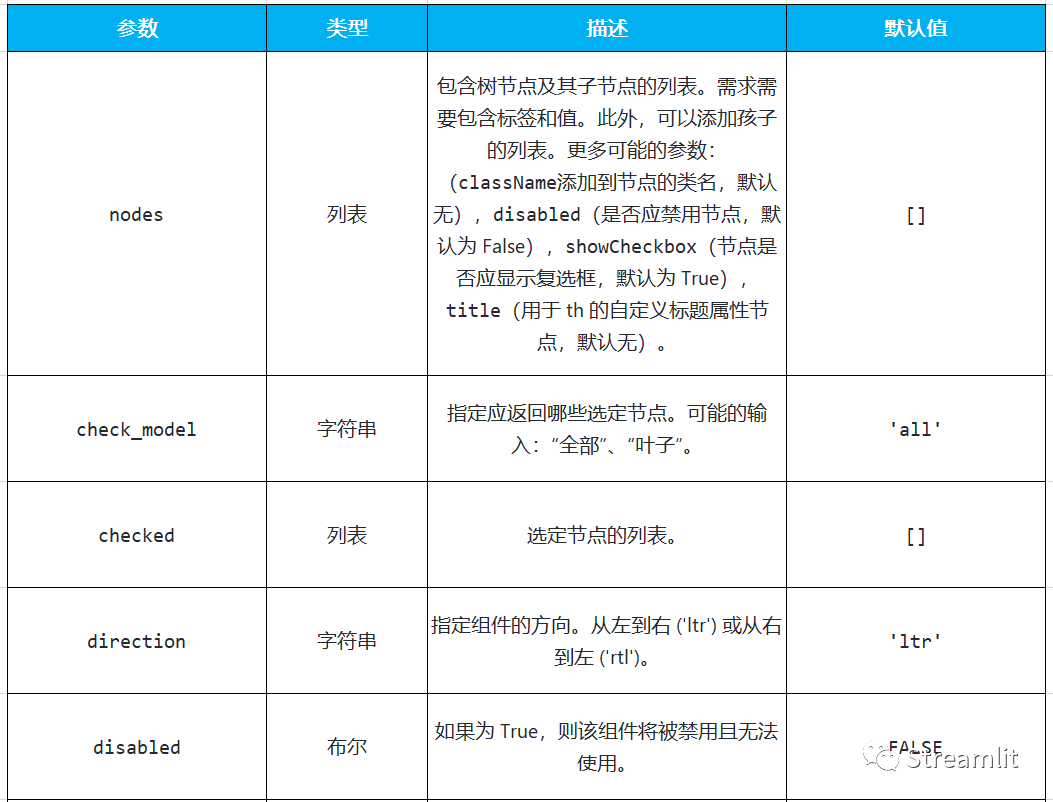 参数 类型 描述 默认值
包含树节点及其子节点的列表。需求需
要包含标签和值。此外，可以添加孩子
的列表。更多可能的参数：
（className添加到节点的类名，默认
nodes 列表 无），disabled（是否应禁用节点，默 []
认为 False），showCheckbox（节点是
否应显示复选框，默认为 True），
title（用于 th 的自定义标题属性节
点，默认无）。
指定应返回哪些选定节点。可能的输
check_model 字符串 'all'
入：“全部”、“叶子”。
checked 列表 选定节点的列表。 []
指定组件的方向。从左到右 ('ltr') 或从右
direction 字符串 'ltr'
到左 ('rtl')。
如果为 True，则该组件将被禁用且无法
disabled 布尔 FALSE
使用。
Streamlit